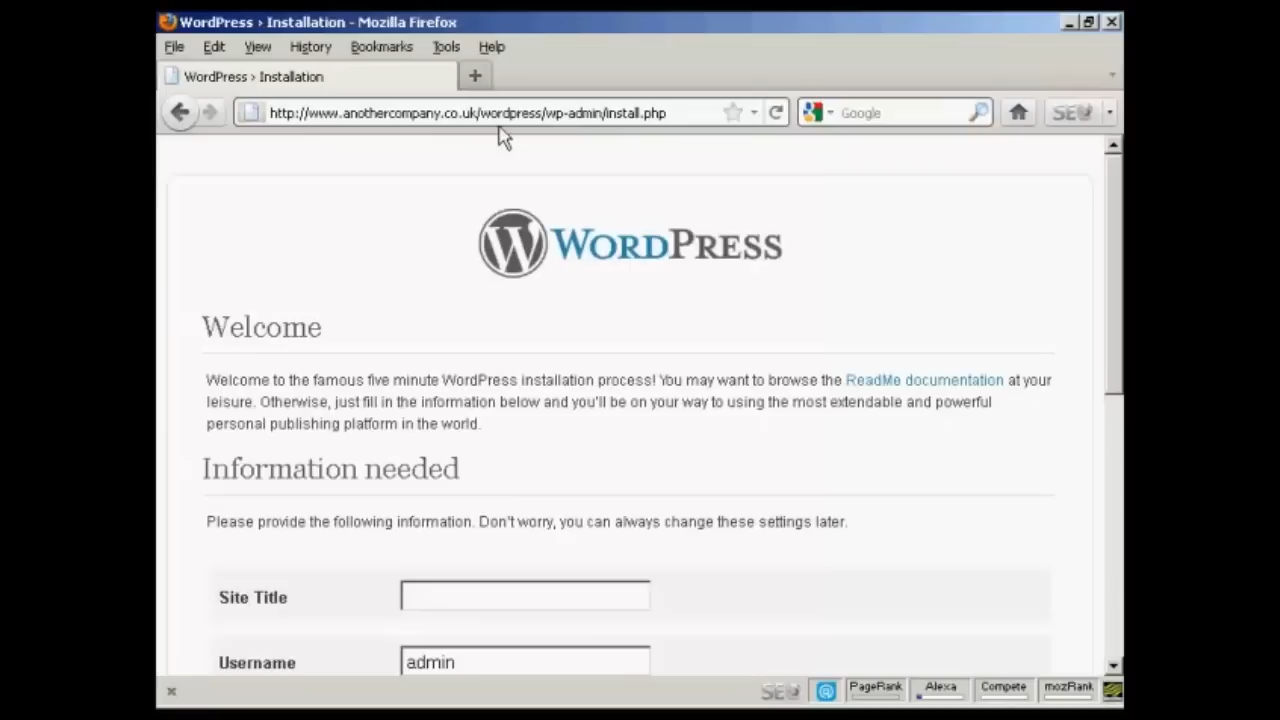 WordPress › Installation - Mozilla Firefox
File Edit View History Bookmarks Tools Help
WordPress › Installation
http://www.anothercompany.co.uk/wordpress/wp-admin/install.php Google SEO
WORDPRESS
Welcome
Welcome to the famous five minute WordPress installation process! You may want to browse the ReadMe documentation at your
leisure. Otherwise, just fill in the information below and you'll be on your way to using the most extendable and powerful
personal publishing platform in the world.
Information needed
Please provide the following information. Don't worry, you can always change these settings later.
Site Title
Username admin
SEO PageRank Alexa Compete mozRank